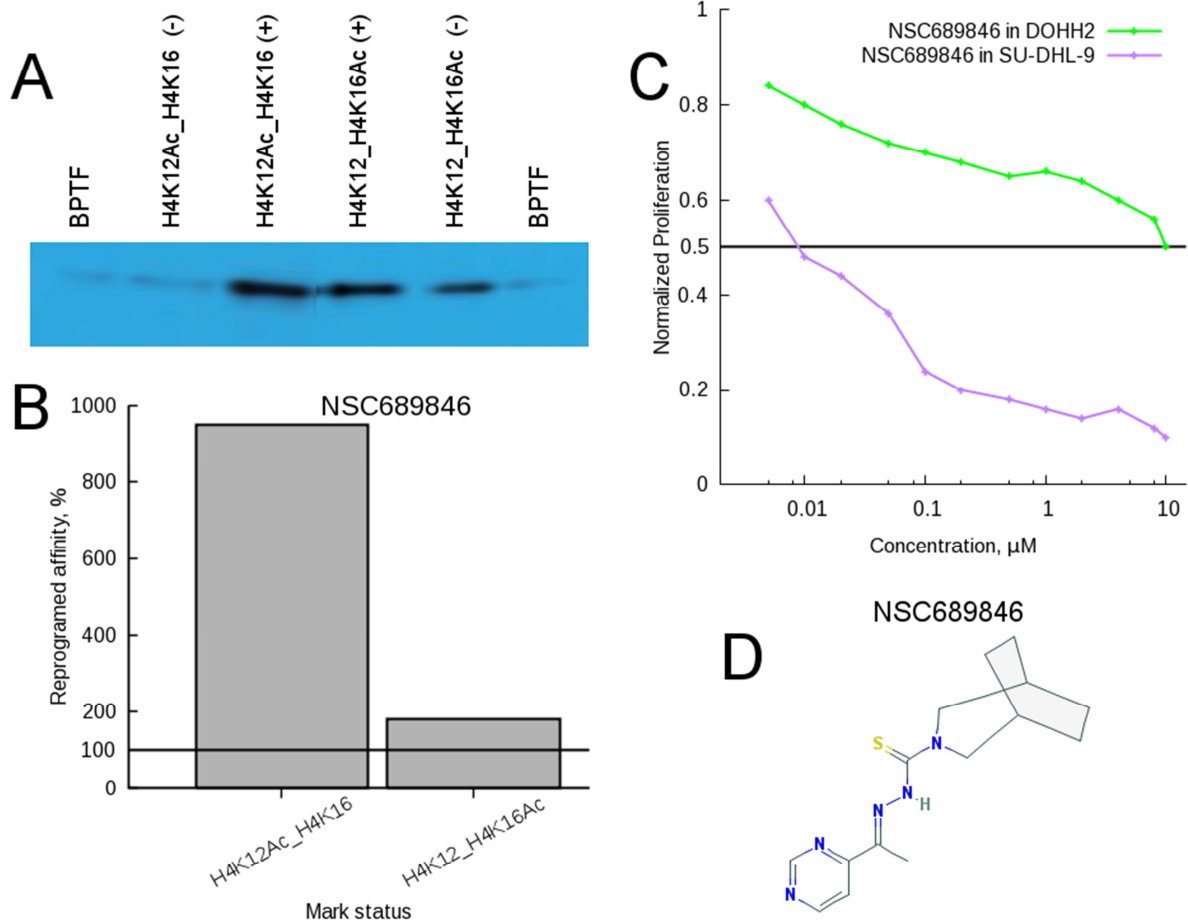 A
BPTF
H4K12Ac_H4K16 (-)
H4K12Ac_H4K16 (+)
H4K12_H4K16Ac (+)
H4K12_H4K16Ac (-)
BPTF
B
NSC689846
Reprogramed affinity, %
1000
800
600
400
200
100
0
H4K12Ac_H4K16
H4K12_H4K16Ac
Mark status
C
NSC689846 in DOHH2
NSC689846 in SU-DHL-9
Normalized Proliferation
1
0.8
0.6
0.5
0.4
0.2
0
0.01
0.1
1
10
Concentration, µM
NSC689846
D
S
N
N
H
N
N
N